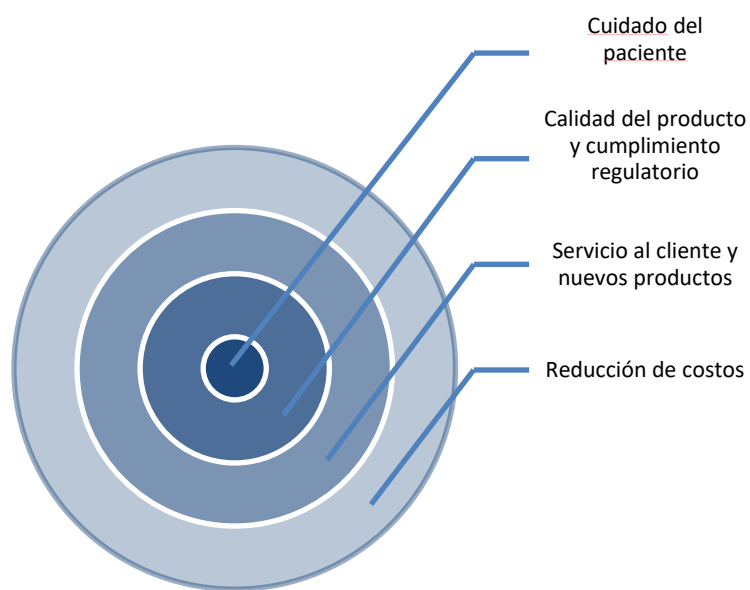 Cuidado del
paciente
Calidad del producto
y cumplimiento
regulatorio
Servicio al cliente y
nuevos productos
Reducción de costos